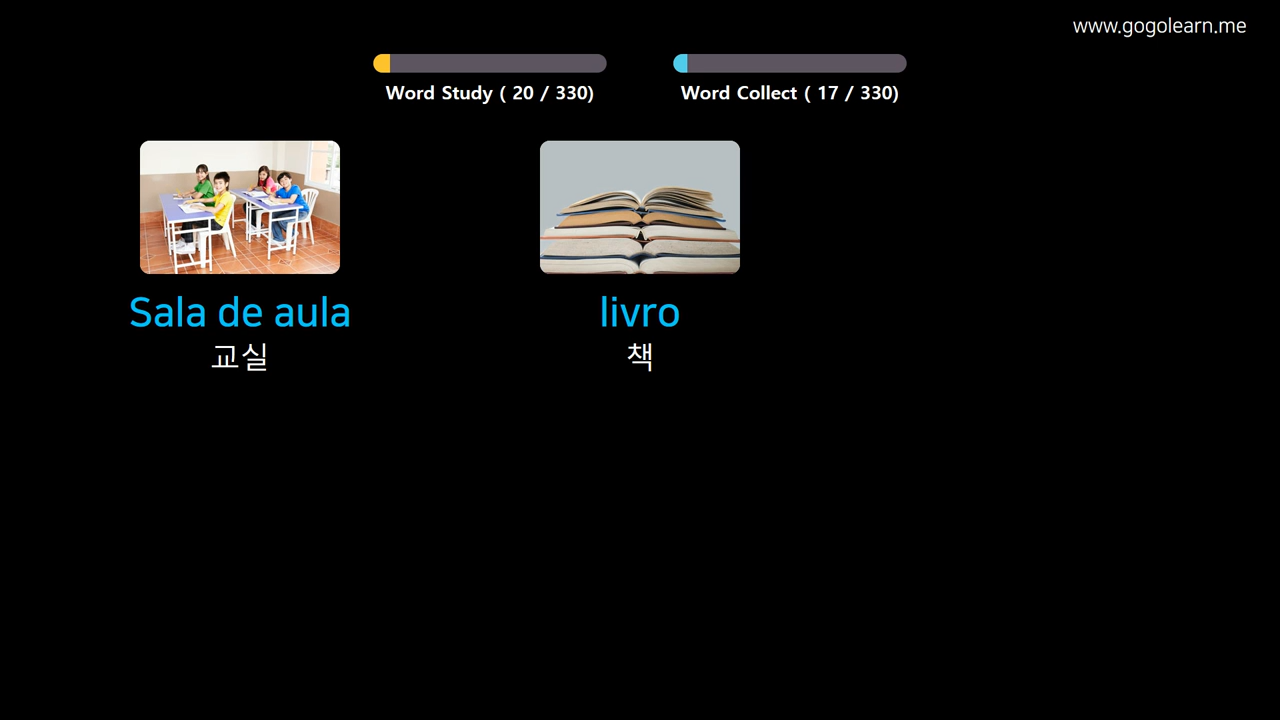 www.gogolearn.me
Word Study ( 20 / 330)
Word Collect ( 17 / 330)
Sala de aula
교실
livro
책